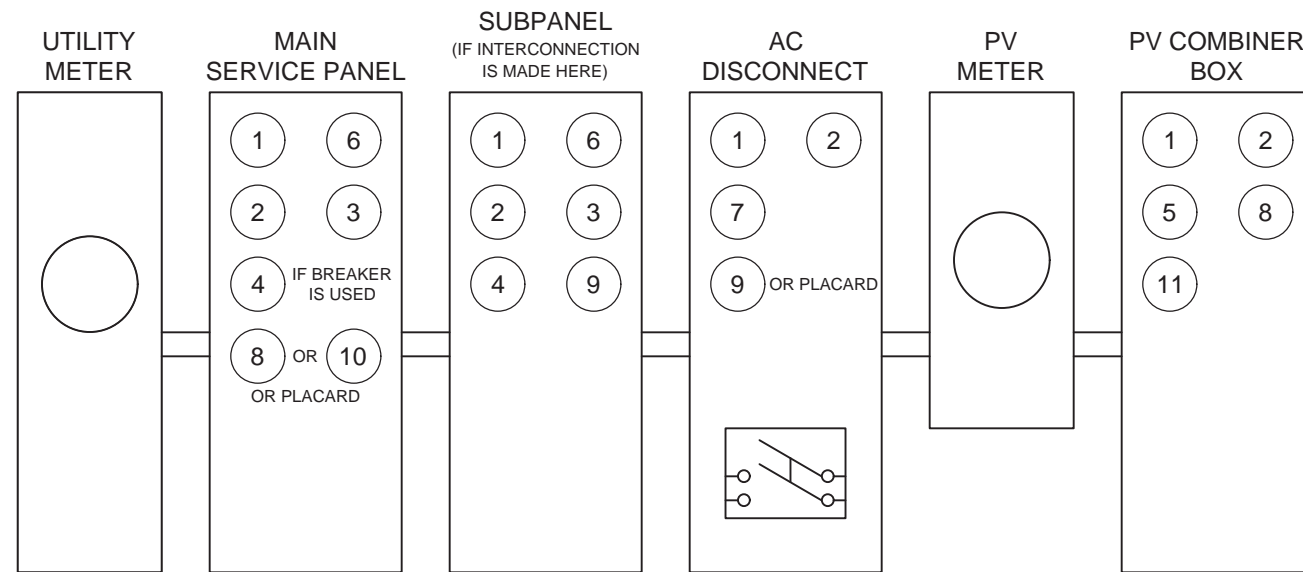 UTILITY
METER
MAIN
SERVICE PANEL
SUBPANEL
(IF INTERCONNECTION
IS MADE HERE)
AC
DISCONNECT
PV
METER
PV COMBINER
BOX
1 6
2 3
4 IF BREAKER
IS USED
8 OR 10
OR PLACARD
1 6
2 3
4 9
1 2
7
9 OR PLACARD
1 2
5 8
11